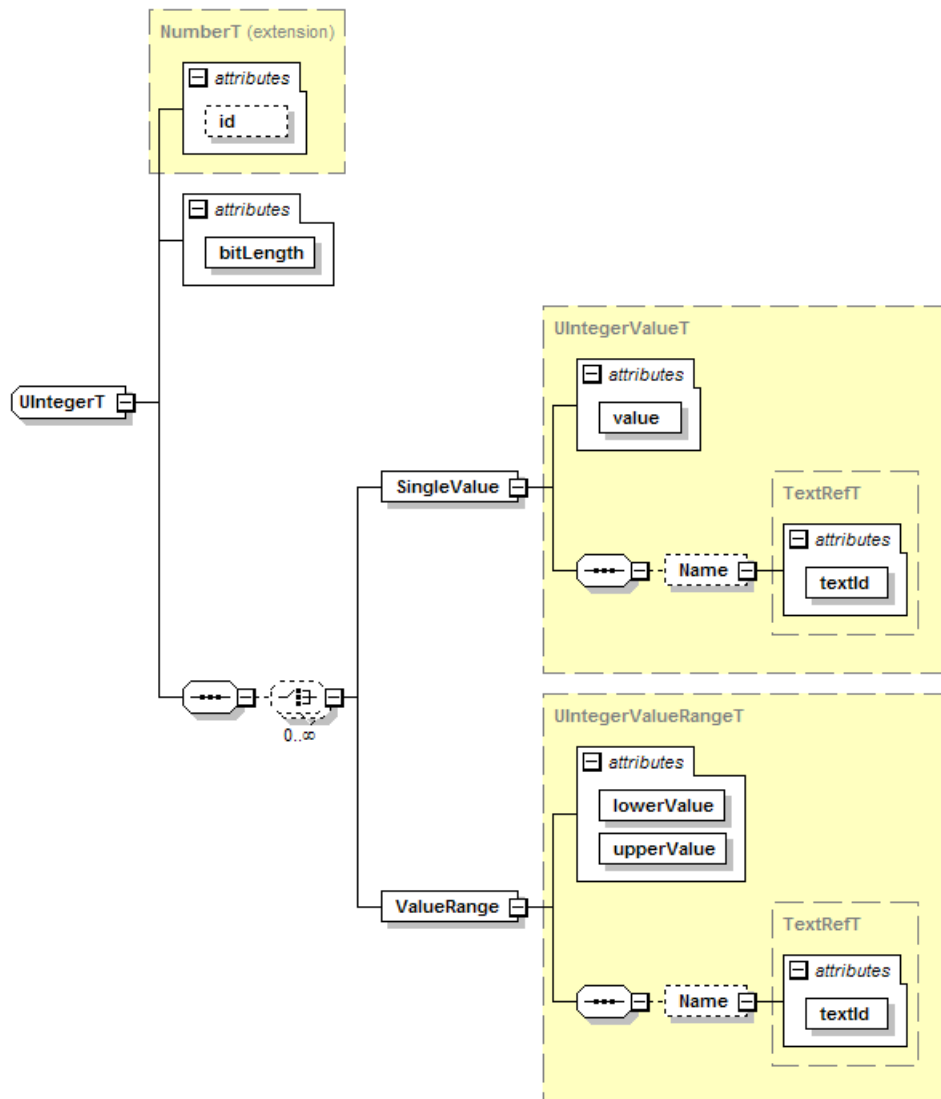 NumberT (extension)
attributes
id
attributes
bitLength
UIntegerT
UIntegerValueT
attributes
value
SingleValue
TextRefT
attributes
Name
textId
0..∞
UIntegerValueRangeT
attributes
lowerValue
upperValue
ValueRange
TextRefT
attributes
Name
textId